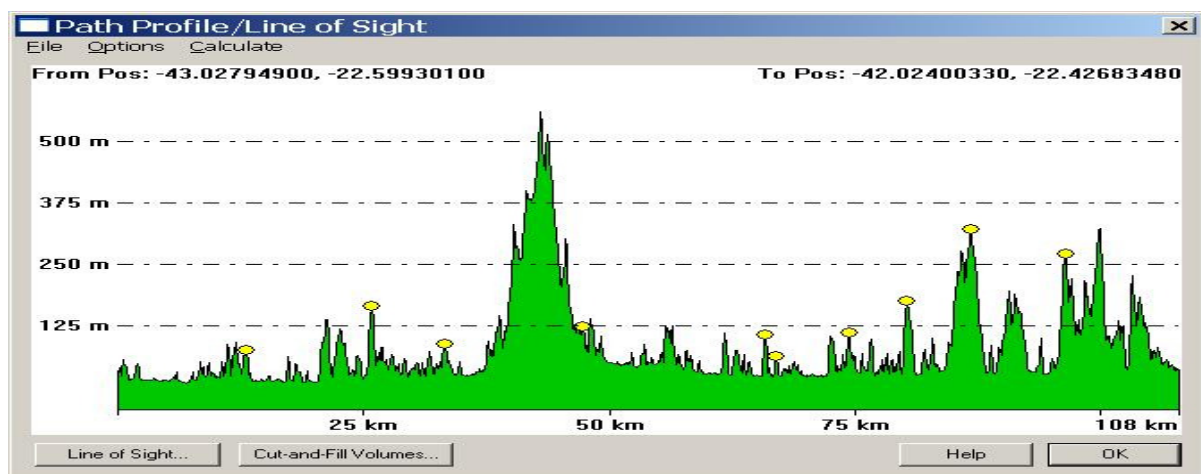 Path Profile/Line of Sight
File Options Calculate
From Pos: -43.02794900, -22.59930100 To Pos: -42.02400330, -22.42683480
500 m
375 m
250 m
125 m
25 km 50 km 75 km 108 km
Line of Sight... Cut-and-Fill Volumes... Help OK